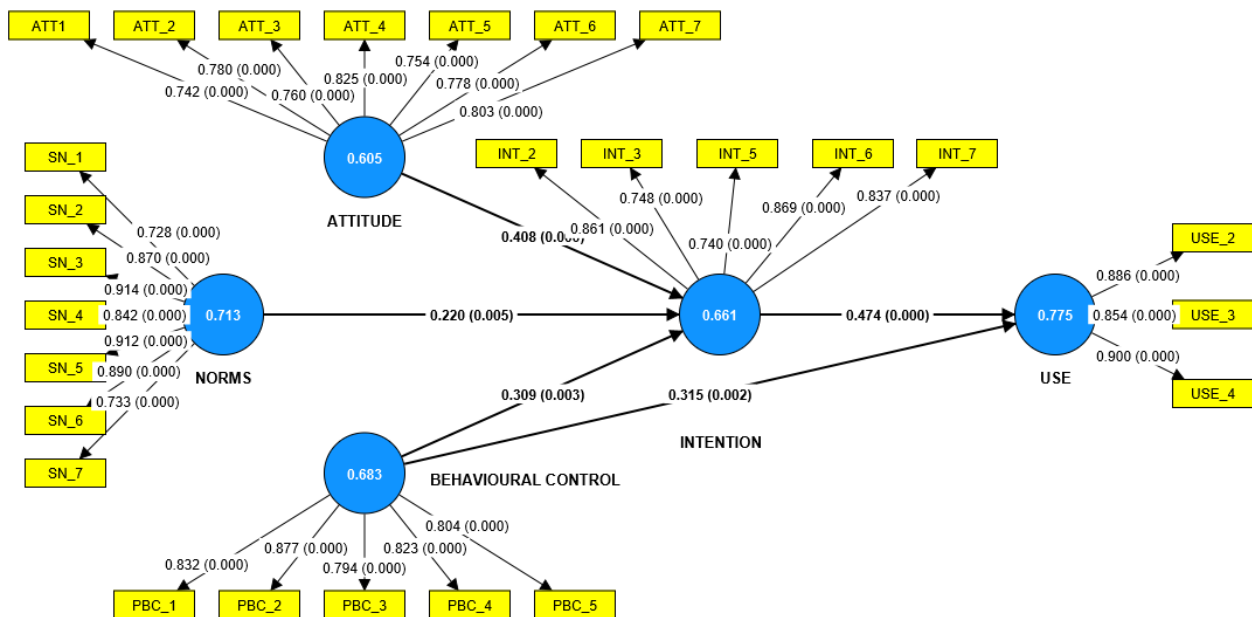 ATT1 ATT_2 ATT_3 ATT_4 ATT_5 ATT_6 ATT_7
0.742 (0.000)
0.780 (0.000)
0.760 (0.000)
0.825 (0.000)
0.754 (0.000)
0.778 (0.000)
0.803 (0.000)
0.605
ATTITUDE
SN_1
SN_2
SN_3
SN_4
SN_5
SN_6
SN_7
0.728 (0.000)
0.870 (0.000)
0.914 (0.000)
0.842 (0.000)
0.912 (0.000)
0.890 (0.000)
0.733 (0.000)
0.713
NORMS
INT_2 INT_3 INT_5 INT_6 INT_7
0.861 (0.000)
0.748 (0.000)
0.740 (0.000)
0.869 (0.000)
0.837 (0.000)
0.408
0.220 (0.005)
0.309 (0.003)
0.661
INTENTION
0.474 (0.000)
0.315 (0.002)
0.775
USE
USE_2
USE_3
USE_4
0.886 (0.000)
0.854 (0.000)
0.900 (0.000)
0.683
BEHAVIOURAL CONTROL
0.832 (0.000)
0.877 (0.000)
0.794 (0.000)
0.823 (0.000)
0.804 (0.000)
PBC_1 PBC_2 PBC_3 PBC_4 PBC_5